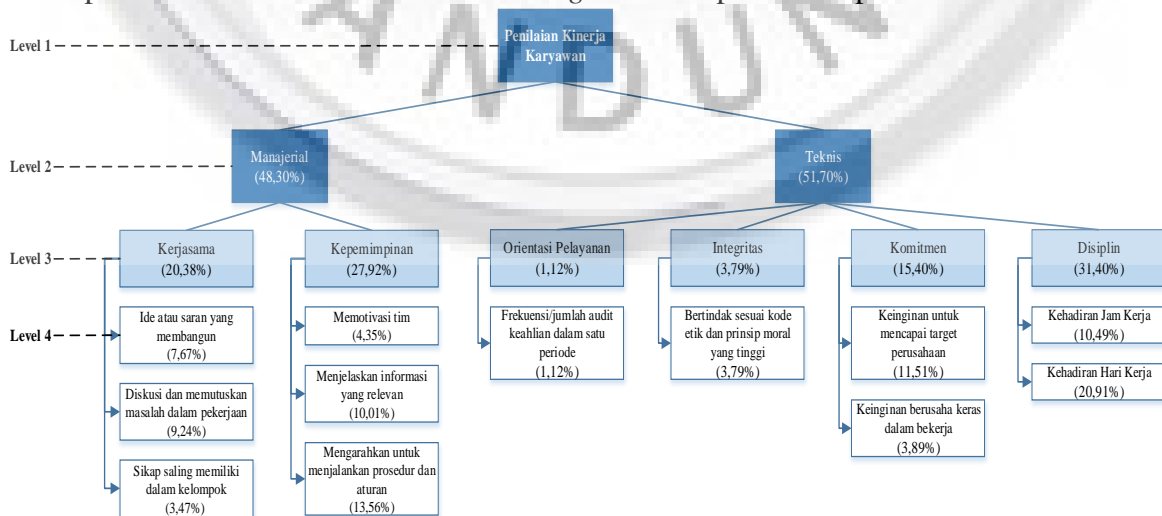 Level 1
Penilaian Kinerja
Karyawan
Level 2
Manajerial
(48,30%)
Teknis
(51,70%)
Level 3
Kerjasama
(20,38%)
Kepemimpinan
(27,92%)
Orientasi Pelayanan
(1,12%)
Integritas
(3,79%)
Komitmen
(15,40%)
Disiplin
(31,40%)
Level 4
Ide atau saran yang
membangun
(7,67%)
Diskusi dan memutuskan
masalah dalam pekerjaan
(9,24%)
Sikap saling memiliki
dalam kelompok
(3,47%)
Memotivasi tim
(4,35%)
Menjelaskan informasi
yang relevan
(10,01%)
Mengarahkan untuk
menjalankan prosedur dan
aturan
(13,56%)
Frekuensi/jumlah audit
keahlian dalam satu
periode
(1,12%)
Bertindak sesuai kode
etik dan prinsip moral
yang tinggi
(3,79%)
Keinginan untuk
mencapai target
perusahaan
(11,51%)
Keinginan berusaha keras
dalam bekerja
(3,89%)
Kehadiran Jam Kerja
(10,49%)
Kehadiran Hari Kerja
(20,91%)
NDUN